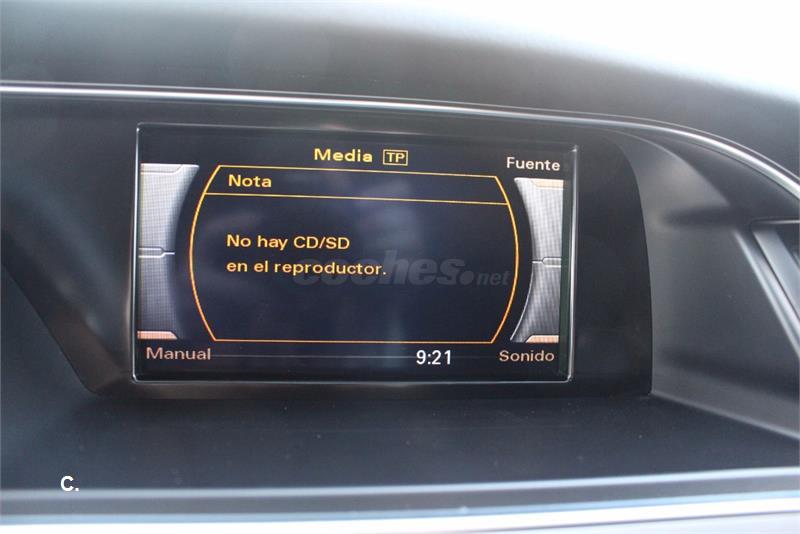 Media TP
Fuente
Nota
No hay CD/SD
en el reproductor.
coches.net
Manual
9:21
Sonido
C.